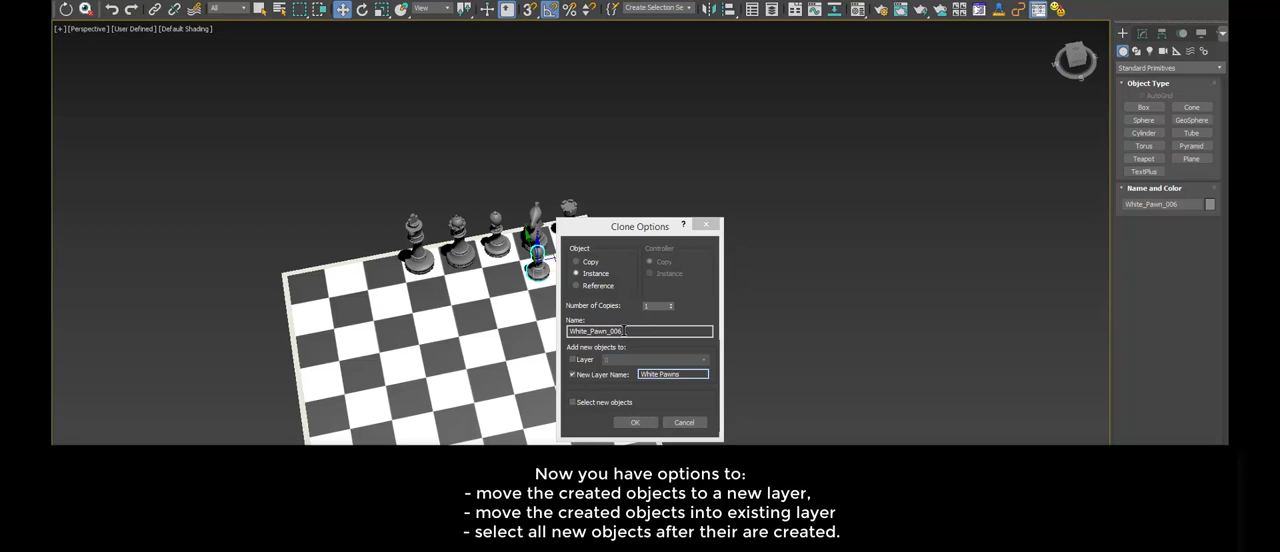 All
View
Create Selection Se
[+] [Perspective] [User Defined] [Default Shading]
Standard Primitives
Object Type
AutoGrid
Box
Cone
Sphere
GeoSphere
Cylinder
Tube
Torus
Pyramid
Teapot
Plane
TextPlus
Name and Color
White_Pawn_006
Clone Options
?
Object
Controller
Copy
Copy
Instance
Instance
Reference
Number of Copies:
1
Name:
White_Pawn_006
Add new objects to:
Layer
New Layer Name:
White Pawns
Select new objects
OK
Cancel
Now you have options to:
- move the created objects to a new layer,
- move the created objects into existing layer
- select all new objects after their are created.